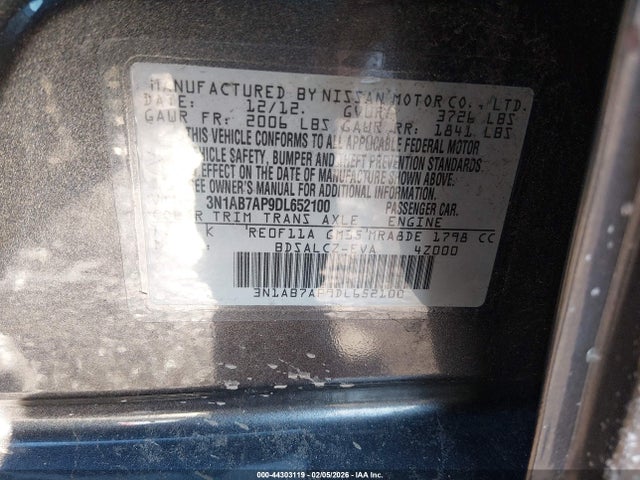 MANUFACTURED BY NISSAN MOTOR CO., LTD.
DATE: 12/12. GVWR: 3726 LBS
GAWR FR: 2006 LBS GAWR RR: 1841 LBS
THIS VEHICLE CONFORMS TO ALL APPLICABLE FEDERAL MOTOR
VEHICLE SAFETY, BUMPER AND THEFT PREVENTION STANDARDS
EFFECT ON THE DATE OF MANUFACTURE SHOWN ABOVE.
SEE OWNER'S MANUAL FOR ADDITIONAL INFORMATION.
3N1AB7AP9DL652100 PASSENGER CAR.
TRIM TRANS AXLE ENGINE
K RE0F11A GM55 MRA8DE 1798 CC
BDSALCZ-EVA 4Z000
3N1AB7AP9DL652100
000-44303119 | 02/05/2026 - IAA Inc.